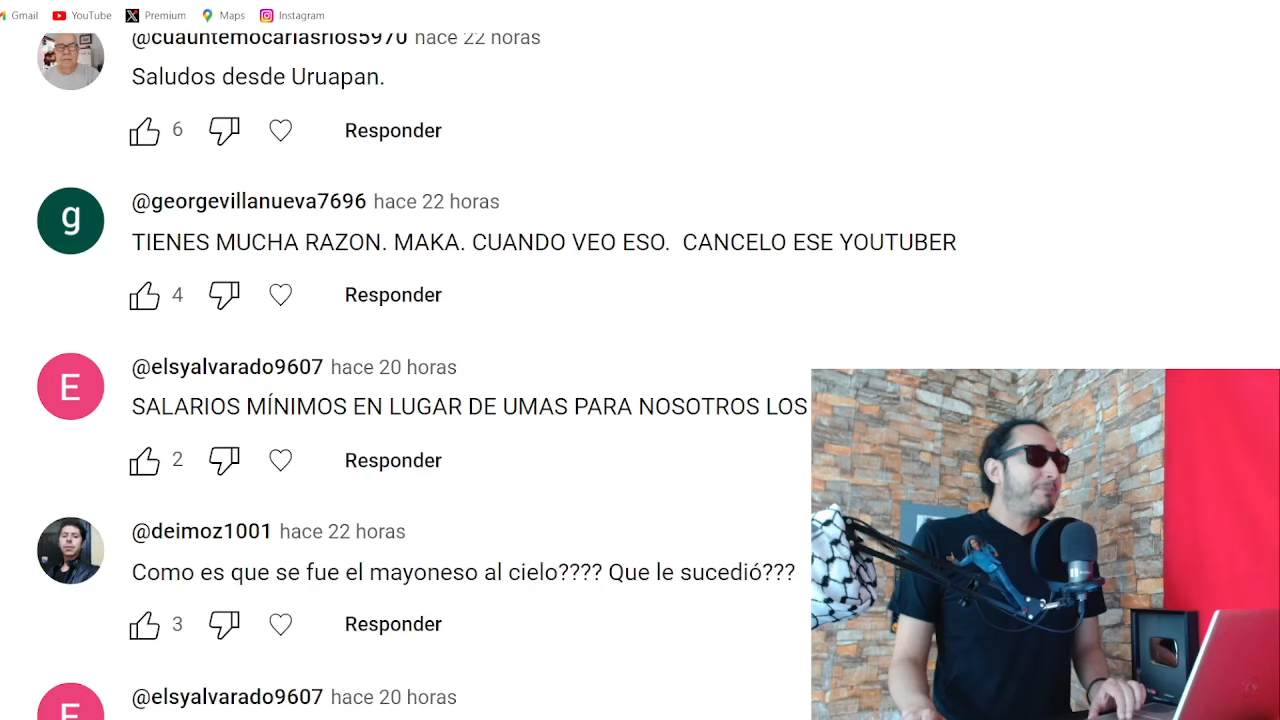 Gmail YouTube Premium Maps Instagram
@cuauhtemocariasrios5970 hace 22 horas
Saludos desde Uruapan.
6 Responder
@georgevillanueva7696 hace 22 horas
g
TIENES MUCHA RAZON. MAKA. CUANDO VEO ESO.  CANCELO ESE YOUTUBER
4 Responder
@elsyalvarado9607 hace 20 horas
E
SALARIOS MÍNIMOS EN LUGAR DE UMAS PARA NOSOTROS LOS
2 Responder
@deimoz1001 hace 22 horas
Como es que se fue el mayoneso al cielo???? Que le sucedió???
3 Responder
@elsyalvarado9607 hace 20 horas
E